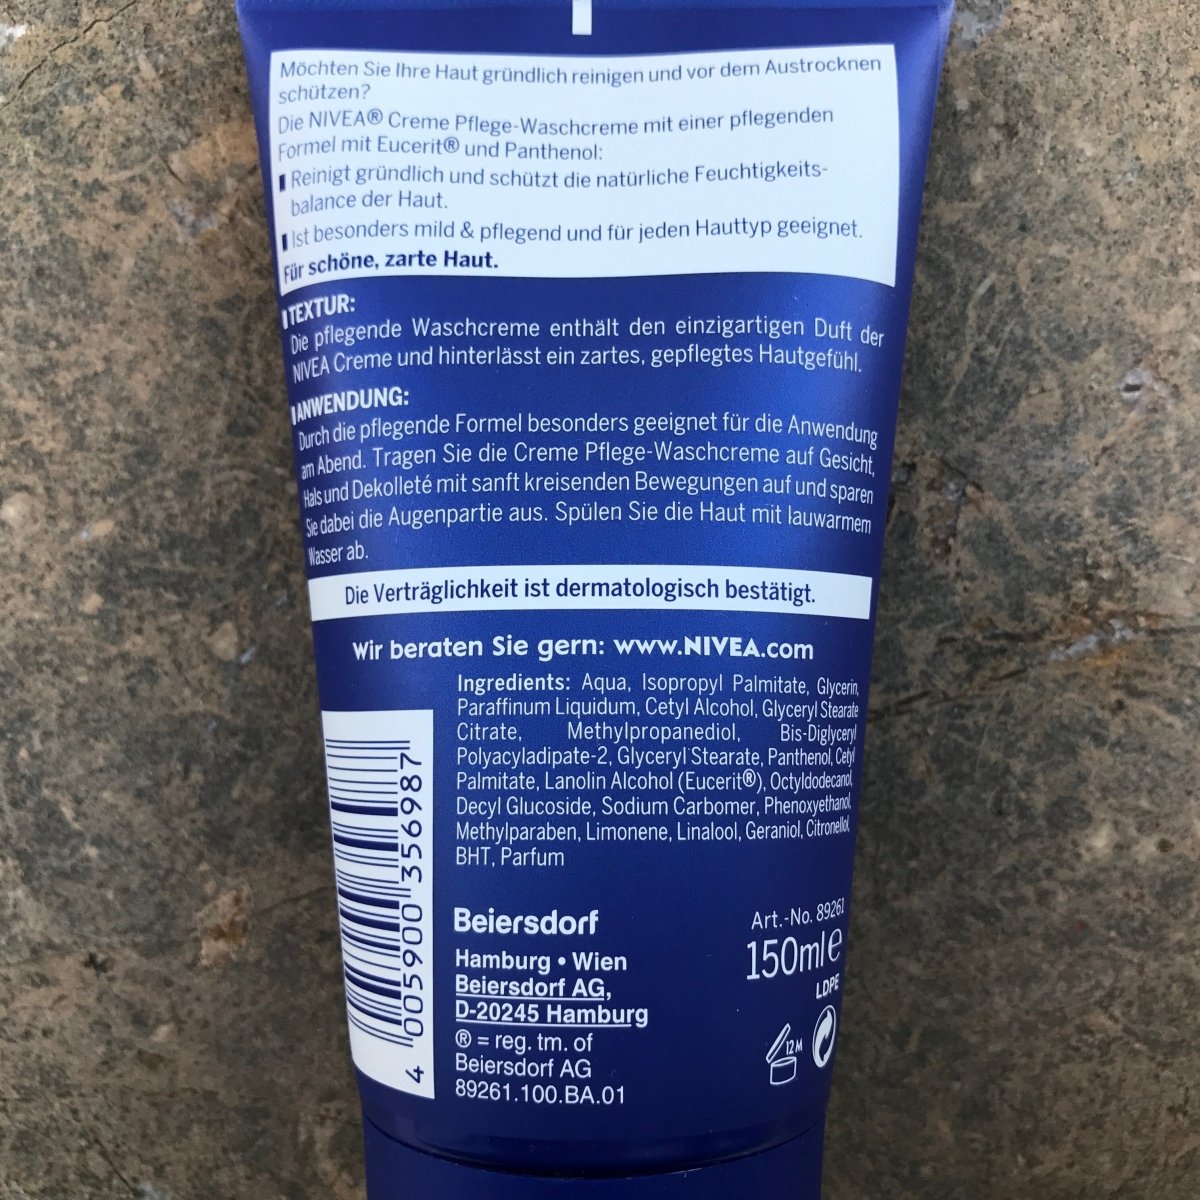 Möchten Sie Ihre Haut gründlich reinigen und vor dem Austrocknen
schützen?
Die NIVEA® Creme Pflege-Waschcreme mit einer pflegenden
Formel mit Eucerit® und Panthenol:
Reinigt gründlich und schützt die natürliche Feuchtigkeits-
balance der Haut.
Ist besonders mild & pflegend und für jeden Hauttyp geeignet.
Für schöne, zarte Haut.
TEXTUR:
Die pflegende Waschcreme enthält den einzigartigen Duft der
NIVEA Creme und hinterlässt ein zartes, gepflegtes Hautgefühl.
ANWENDUNG:
Durch die pflegende Formel besonders geeignet für die Anwendung
am Abend. Tragen Sie die Creme Pflege-Waschcreme auf Gesicht,
Hals und Dekolleté mit sanft kreisenden Bewegungen auf und sparen
Sie dabei die Augenpartie aus. Spülen Sie die Haut mit lauwarmem
Wasser ab.
Die Verträglichkeit ist dermatologisch bestätigt.
Wir beraten Sie gern: www.NIVEA.com
Ingredients: Aqua, Isopropyl Palmitate, Glycerin,
Paraffinum Liquidum, Cetyl Alcohol, Glyceryl Stearate
Citrate, Methylpropanediol, Bis-Diglyceryl
Polyacyladipate-2, Glyceryl Stearate, Panthenol, Cetyl
Palmitate, Lanolin Alcohol (Eucerit®), Octyldodecanol,
Decyl Glucoside, Sodium Carbomer, Phenoxyethanol,
Methylparaben, Limonene, Linalool, Geraniol, Citronellol,
BHT, Parfum
4 005900 356987
Beiersdorf
Hamburg • Wien
Beiersdorf AG,
D-20245 Hamburg
® = reg. tm. of
Beiersdorf AG
89261.100.BA.01
Art.-No. 89261
150ml e
LDPE
12M